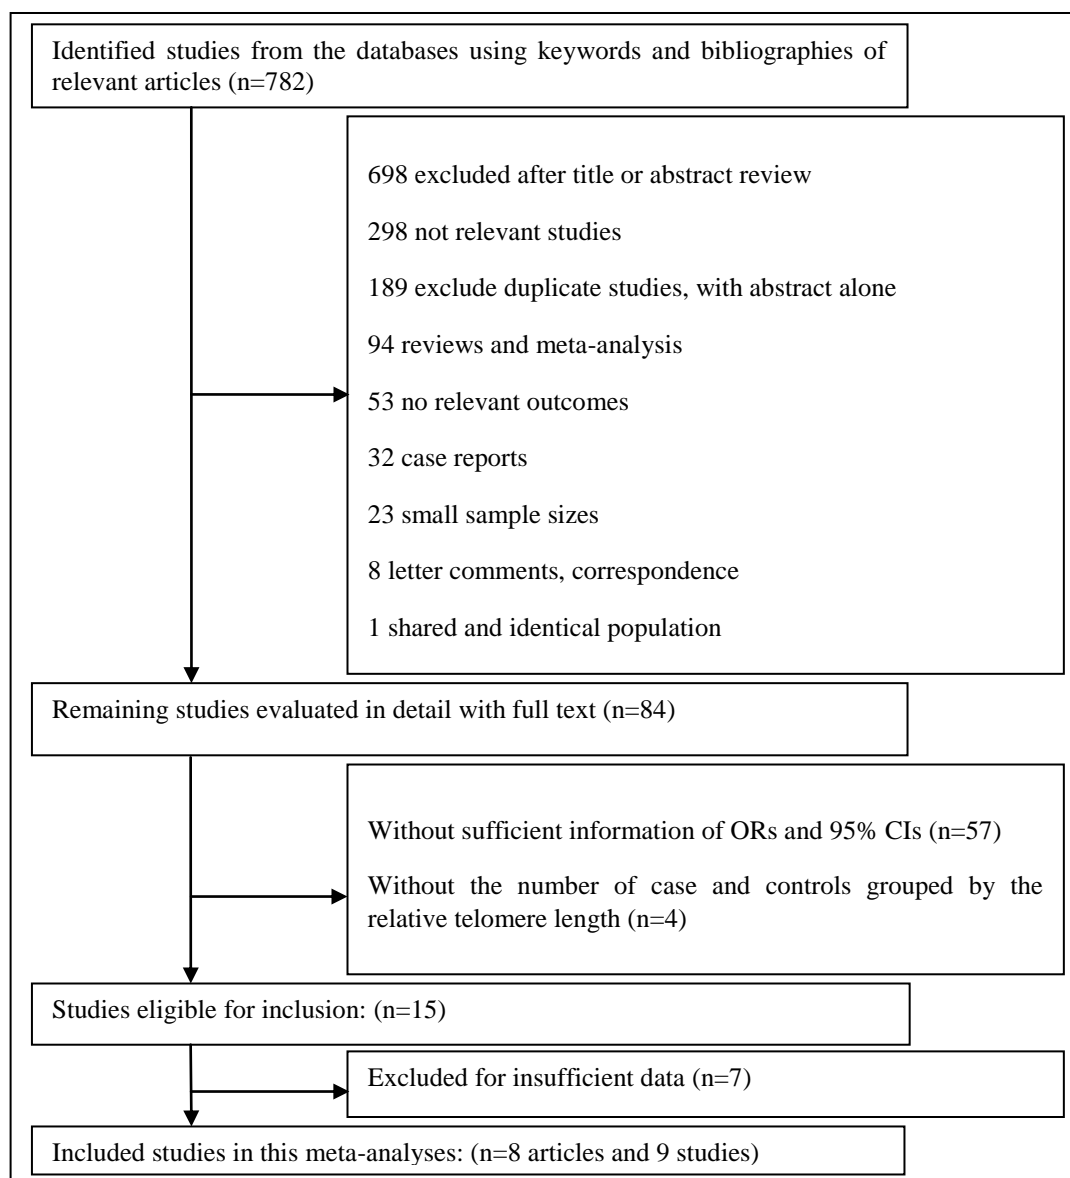 Identified studies from the databases using keywords and bibliographies of
relevant articles (n=782)
698 excluded after title or abstract review
298 not relevant studies
189 exclude duplicate studies, with abstract alone
94 reviews and meta-analysis
53 no relevant outcomes
32 case reports
23 small sample sizes
8 letter comments, correspondence
1 shared and identical population
Remaining studies evaluated in detail with full text (n=84)
Without sufficient information of ORs and 95% CIs (n=57)
Without the number of case and controls grouped by the
relative telomere length (n=4)
Studies eligible for inclusion: (n=15)
Excluded for insufficient data (n=7)
Included studies in this meta-analyses: (n=8 articles and 9 studies)